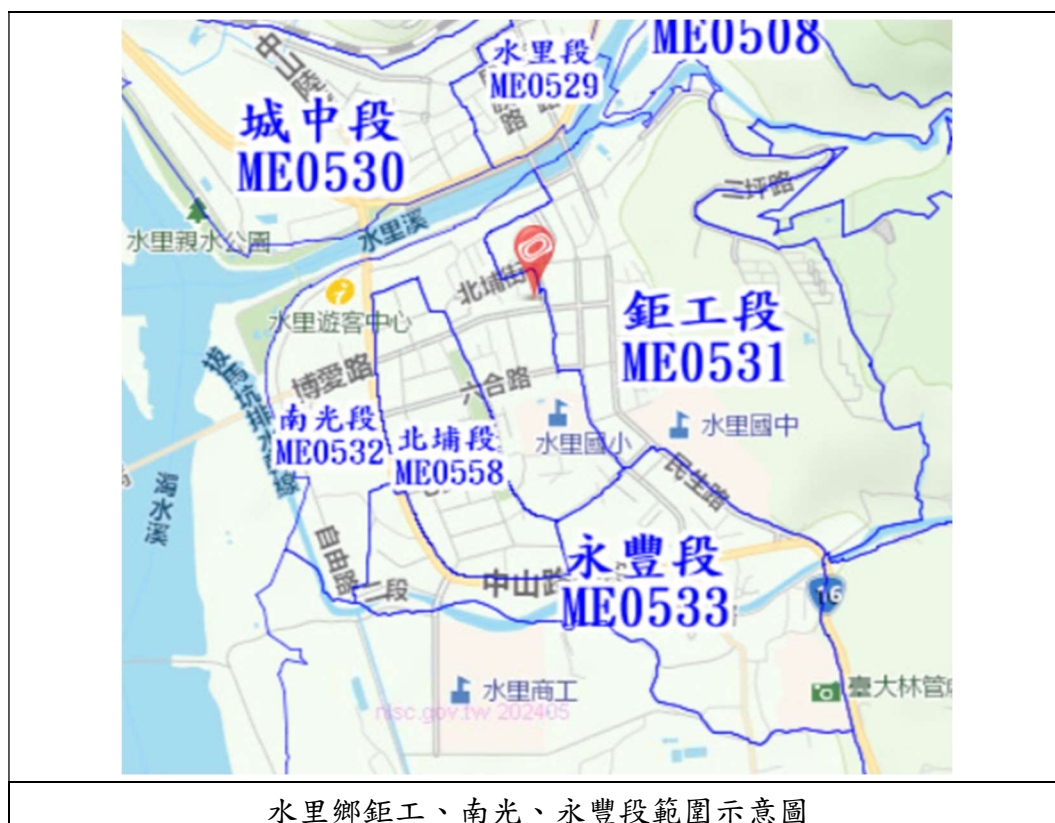 水里段
ME0529
ME0508
城中段
ME0530
二坪路
水里親水公園
水里溪
北埔街
水里遊客中心
鉅工段
ME0531
博愛路
六合路
南光段
ME0532
北埔段
ME0558
水里國小
水里國中
民生路
濁水溪
自由路二段
永豐段
ME0533
中山路
16
水里商工
臺大林管處
nlsc.gov.tw 202405
水里鄉鉅工、南光、永豐段範圍示意圖